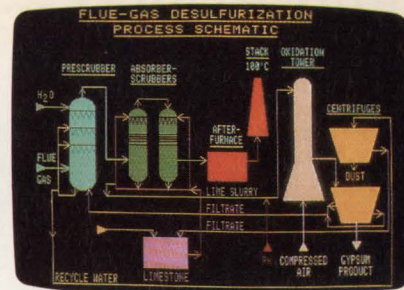 FLUE-GAS DESULFURIZATION
PROCESS SCHEMATIC
STACK
100°C
OXIDATION
TOWER
PRESCRUBBER
ABSORBER-
SCRUBBERS
H₂O
CENTRIFUGES
AFTER-
FURNACE
FLUE
GAS
DUST
LIME SLURRY
FILTRATE
FILTRATE
COMPRESSED
AIR
GYPSUM
PRODUCT
RECYCLE WATER
LIMESTONE